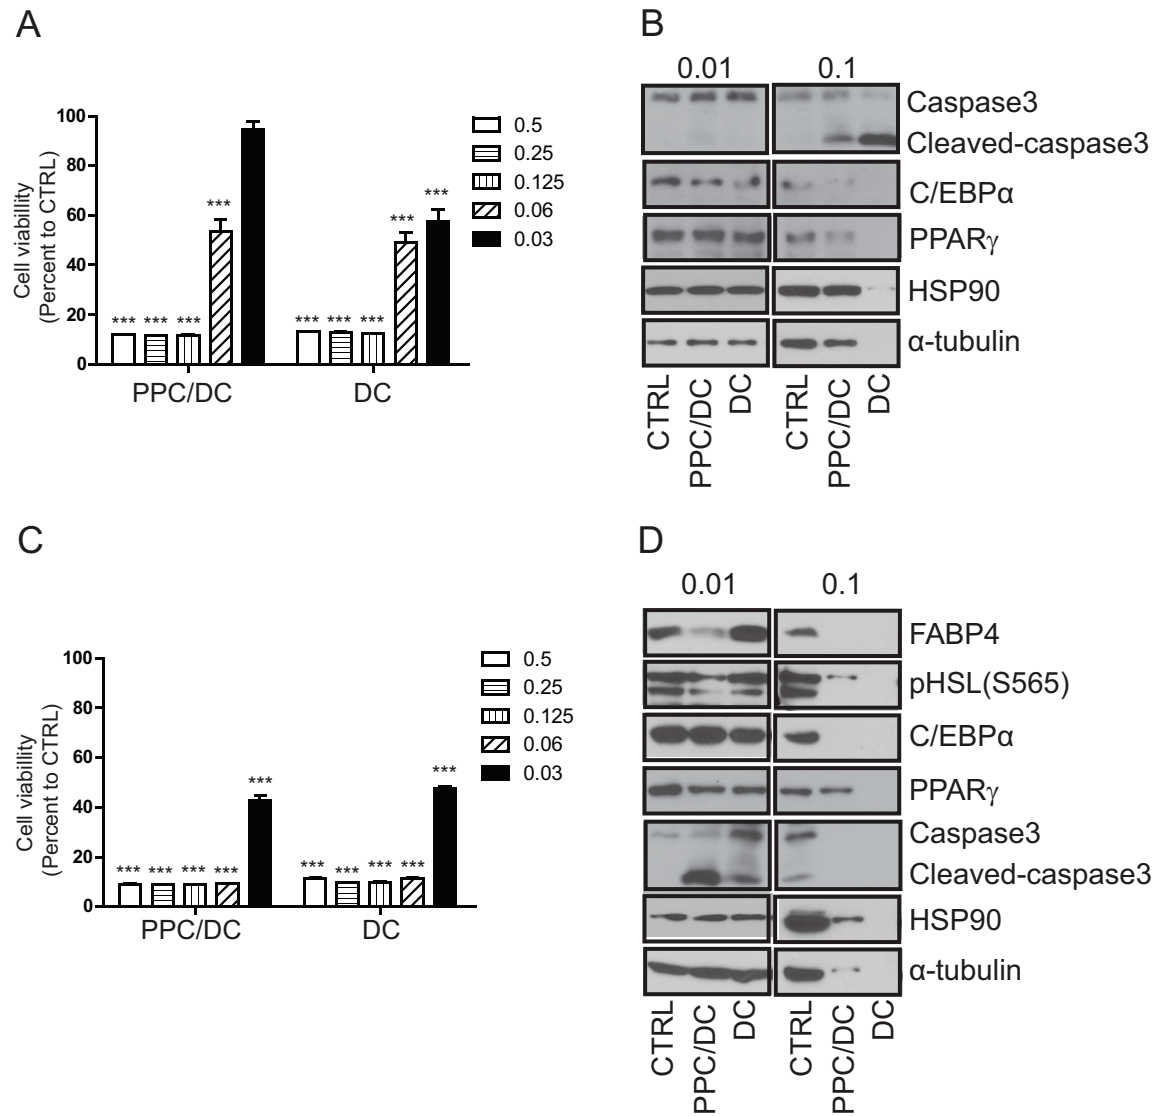 A
Cell viabillity
(Percent to CTRL)
100
80
60
40
20
0
*** *** *** ***
*** *** *** *** ***
PPC/DC DC
0.5
0.25
0.125
0.06
0.03
B
0.01 0.1
Caspase3
Cleaved-caspase3
C/EBPα
PPARγ
HSP90
α-tubulin
CTRL PPC/DC DC CTRL PPC/DC DC
C
Cell viabillity
(Percent to CTRL)
100
80
60
40
20
0
*** *** *** *** ***
*** *** *** *** ***
PPC/DC DC
0.5
0.25
0.125
0.06
0.03
D
0.01 0.1
FABP4
pHSL(S565)
C/EBPα
PPARγ
Caspase3
Cleaved-caspase3
HSP90
α-tubulin
CTRL PPC/DC DC CTRL PPC/DC DC